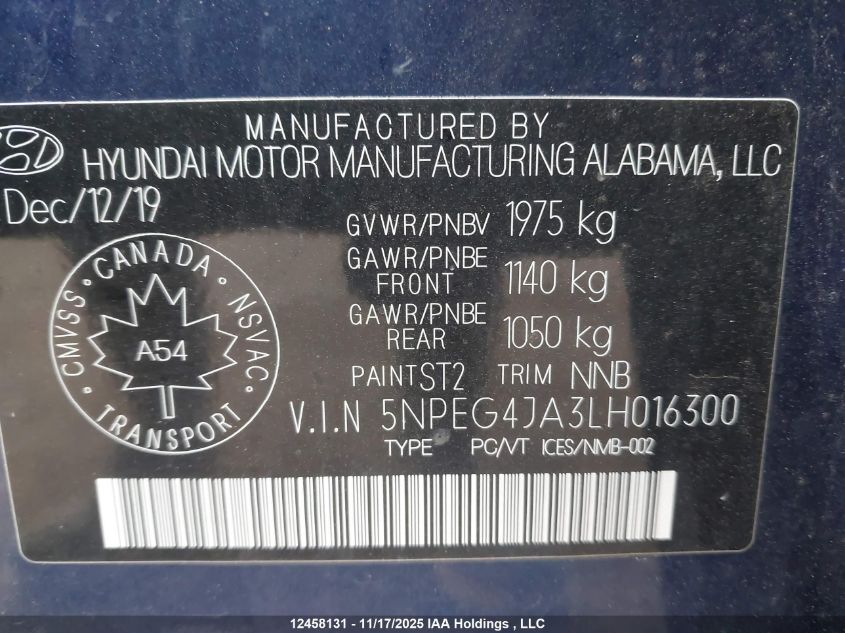 MANUFACTURED BY
HYUNDAI MOTOR MANUFACTURING ALABAMA, LLC
Dec/12/19
GVWR/PNBV 1975 kg
GAWR/PNBE
FRONT 1140 kg
GAWR/PNBE
REAR 1050 kg
PAINT ST2 TRIM NNB
V.I.N 5NPEG4JA3LH016300
TYPE PG/VT ICES/NMB-002
CANADA
CMVSS
NSVAC
A54
TRANSPORT
12458131 - 11/17/2025 IAA Holdings , LLC